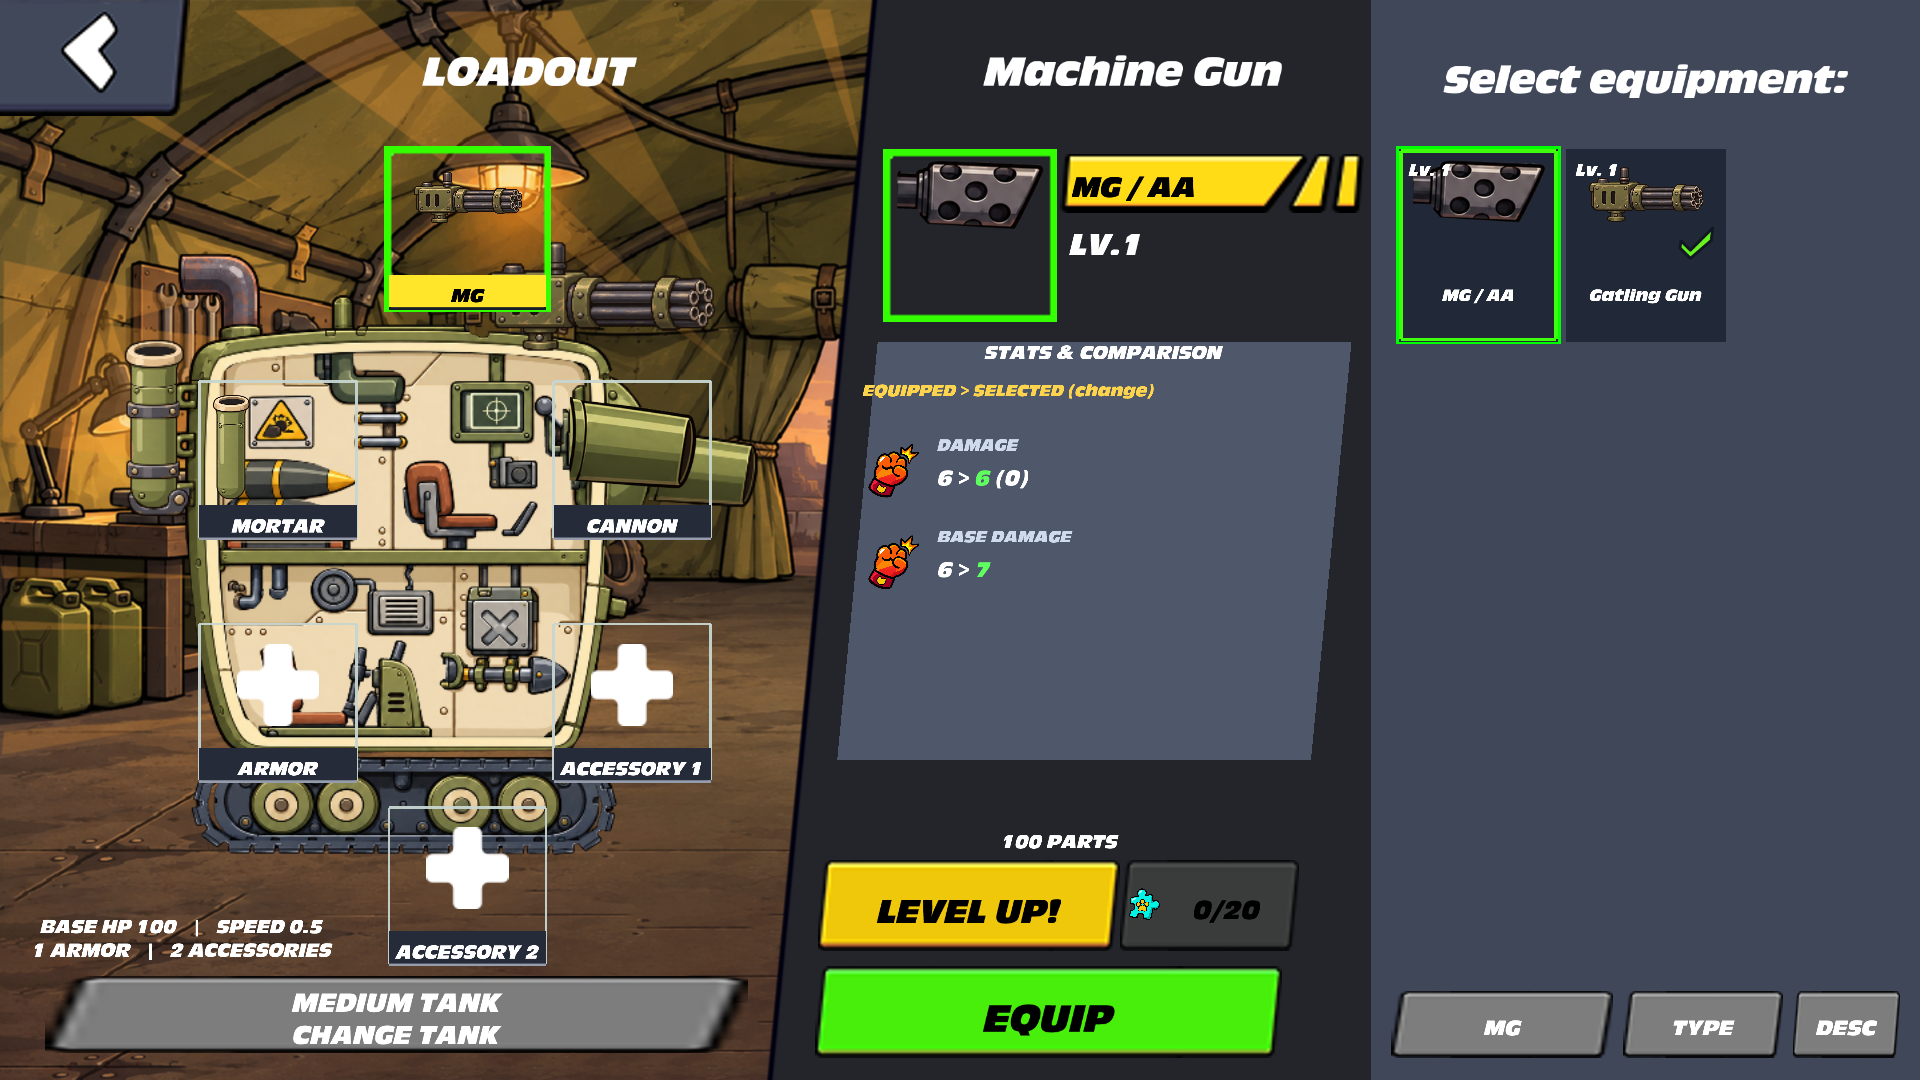 LOADOUT
MG
MORTAR
CANNON
ARMOR
ACCESSORY 1
ACCESSORY 2
BASE HP 100 | SPEED 0.5
1 ARMOR | 2 ACCESSORIES
MEDIUM TANK
CHANGE TANK
Machine Gun
MG / AA
LV.1
STATS & COMPARISON
EQUIPPED > SELECTED (change)
DAMAGE
6 > 6 (0)
BASE DAMAGE
6 > 7
100 PARTS
LEVEL UP!
0/20
EQUIP
Select equipment:
Lv. 1
MG / AA
Lv. 1
Gatling Gun
MG
TYPE
DESC